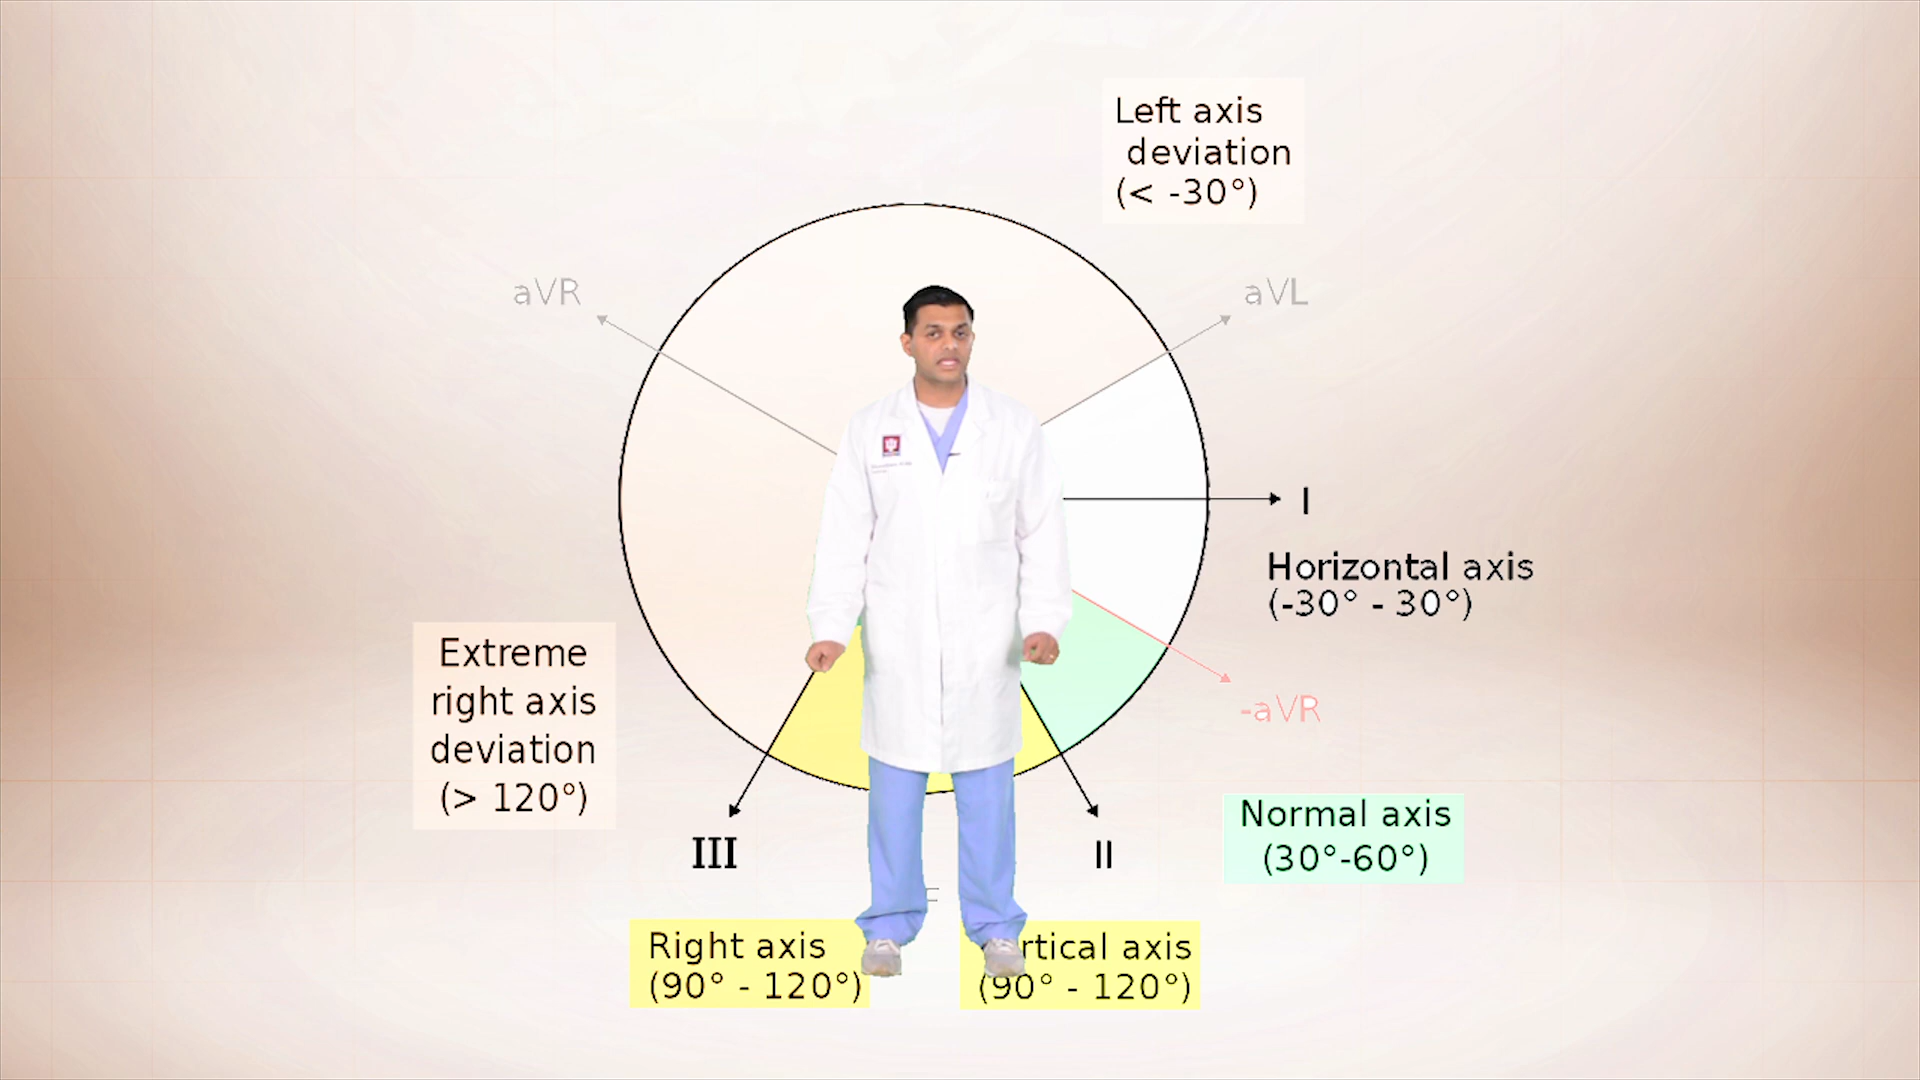 Left axis
deviation
(< -30°)
aVR
aVL
I
Horizontal axis
(-30° - 30°)
Extreme
right axis
deviation
(> 120°)
-aVR
III
II
Normal axis
(30°-60°)
Right axis
(90° - 120°)
axis
(90° - 120°)